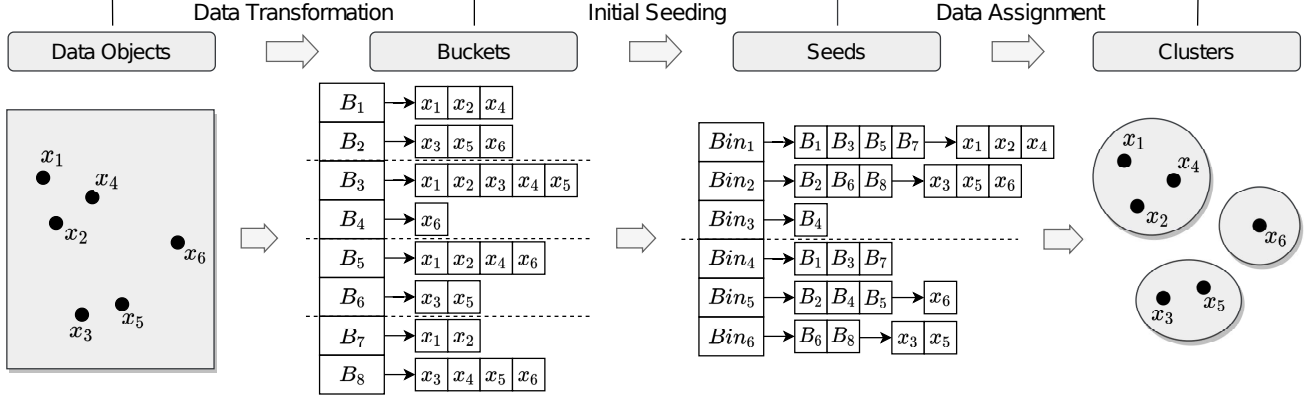 Data Transformation Initial Seeding Data Assignment
Data Objects Buckets Seeds Clusters
x₁
x₄
x₂
x₆
x₃
x₅
B₁ x₁ x₂ x₄
B₂ x₃ x₅ x₆
B₃ x₁ x₂ x₃ x₄ x₅
B₄ x₆
B₅ x₁ x₂ x₄ x₆
B₆ x₃ x₅
B₇ x₁ x₂
B₈ x₃ x₄ x₅ x₆
Bin₁ B₁ B₃ B₅ B₇ x₁ x₂ x₄
Bin₂ B₂ B₆ B₈ x₃ x₅ x₆
Bin₃ B₄
Bin₄ B₁ B₃ B₇
Bin₅ B₂ B₄ B₅ x₆
Bin₆ B₆ B₈ x₃ x₅
x₁
x₄
x₂
x₆
x₃
x₅